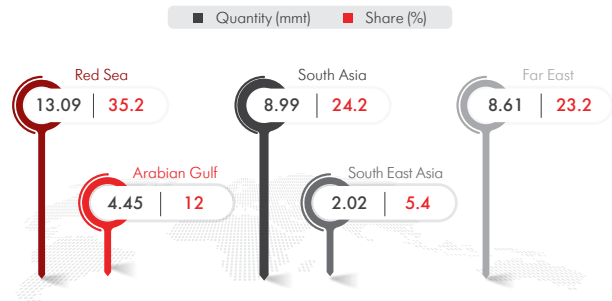 Quantity (mmt) Share (%)
Red Sea
13.09 35.2
South Asia
8.99 24.2
Far East
8.61 23.2
Arabian Gulf
4.45 12
South East Asia
2.02 5.4